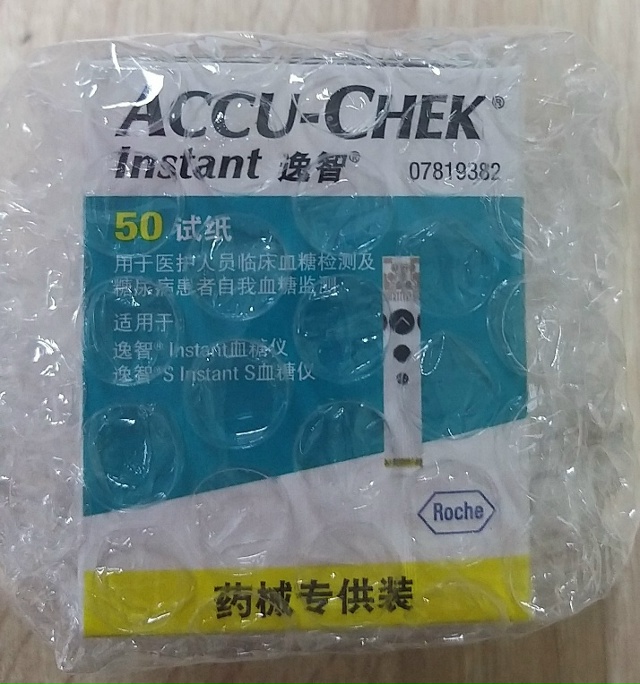 ACCU-CHEK®
instant 逸智® 07819382
50 试纸
用于医护人员临床血糖检测及
糖尿病患者自我血糖监测
适用于
逸智® Instant血糖仪
逸智® S Instant S血糖仪
Roche
药械专供装